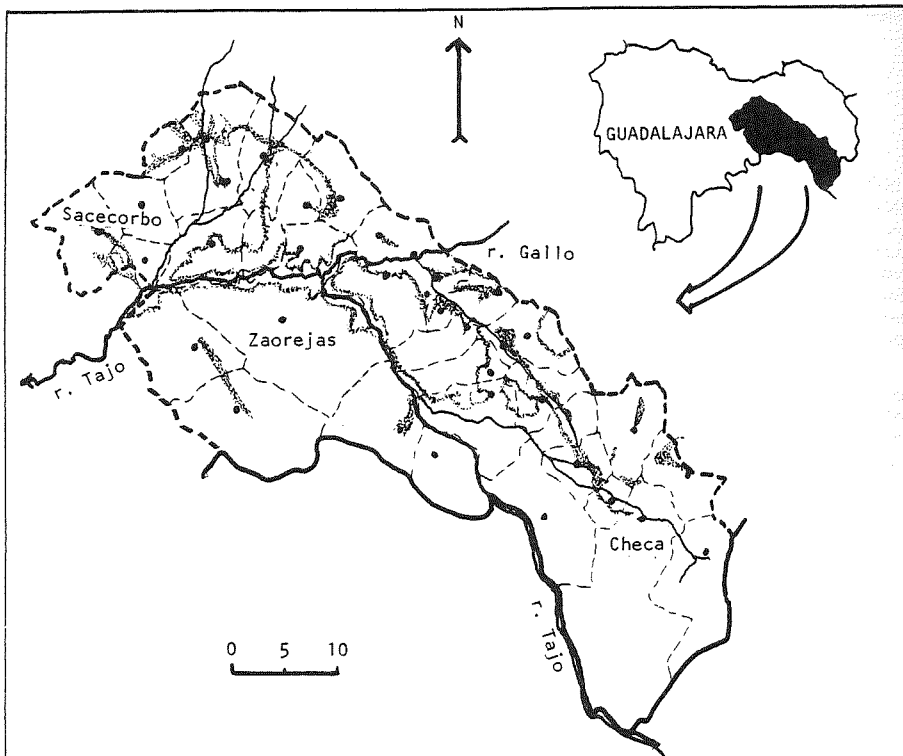 N
GUADALAJARA
Sacecorbo
r. Gallo
Zaorejas
r. Tajo
Checa
r. Tajo
0 5 10